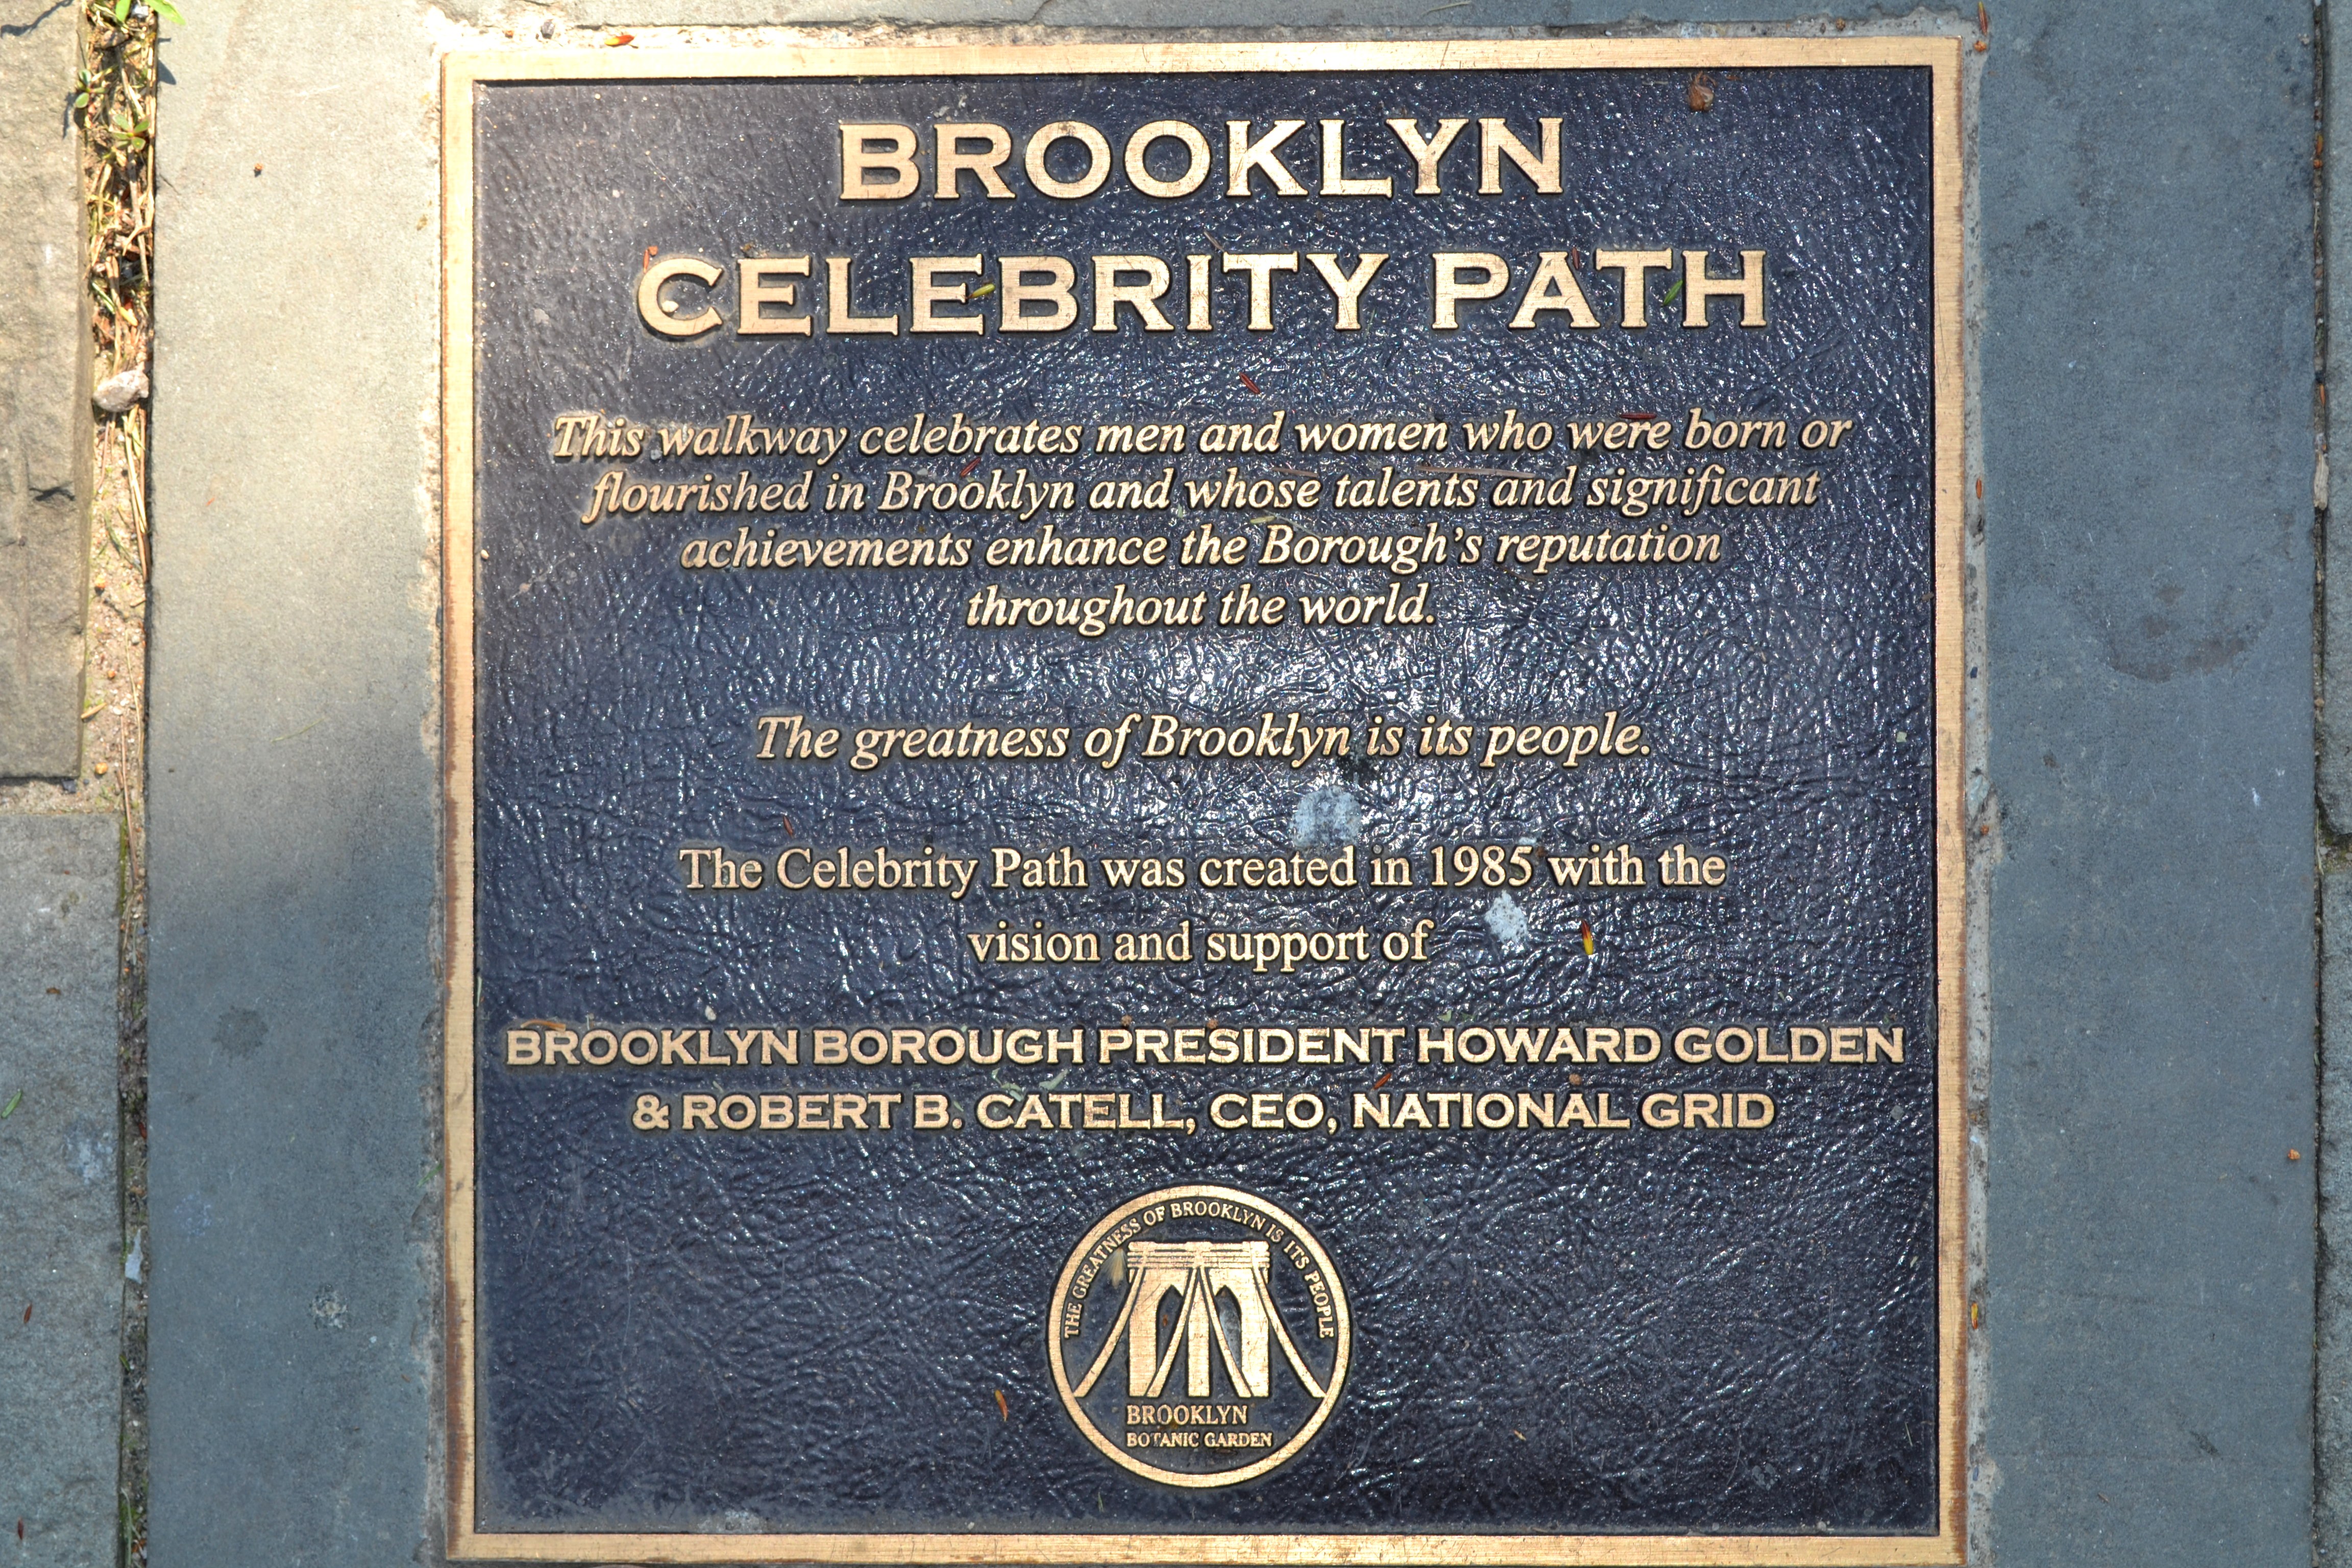 BROOKLYN
CELEBRITY PATH
This walkway celebrates men and women who were born or
flourished in Brooklyn and whose talents and significant
achievements enhance the Borough's reputation
throughout the world.
The greatness of Brooklyn is its people.
The Celebrity Path was created in 1985 with the
vision and support of
BROOKLYN BOROUGH PRESIDENT HOWARD GOLDEN
& ROBERT B. CATELL, CEO, NATIONAL GRID
THE GREATNESS OF BROOKLYN IS ITS PEOPLE
BROOKLYN
BOTANIC GARDEN